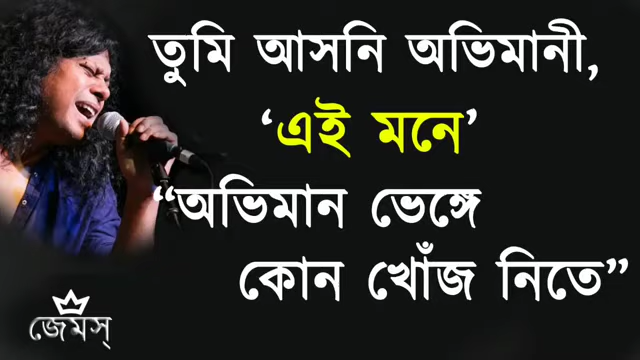 তুমি আসনি অভিমানী,
‘এই মনে’
“অভিমান ভেঙ্গে
কোন খোঁজ নিতে”
জেমস্